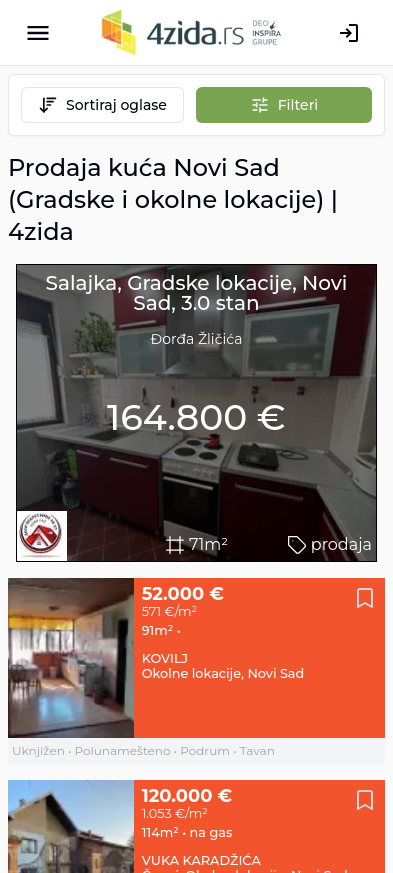 4zida.rs
DEO
INSPIRA
GRUPE
Sortiraj oglase
Filteri
Prodaja kuća Novi Sad
(Gradske i okolne lokacije) |
4zida
Salajka, Gradske lokacije, Novi
Sad, 3.0 stan
Đorđa Žličića
164.800 €
71m²
prodaja
52.000 €
571 €/m²
91m² •
KOVILJ
Okolne lokacije, Novi Sad
Uknjižen • Polunamešteno • Podrum • Tavan
120.000 €
1.053 €/m²
114m² • na gas
VUKA KARADŽIĆA